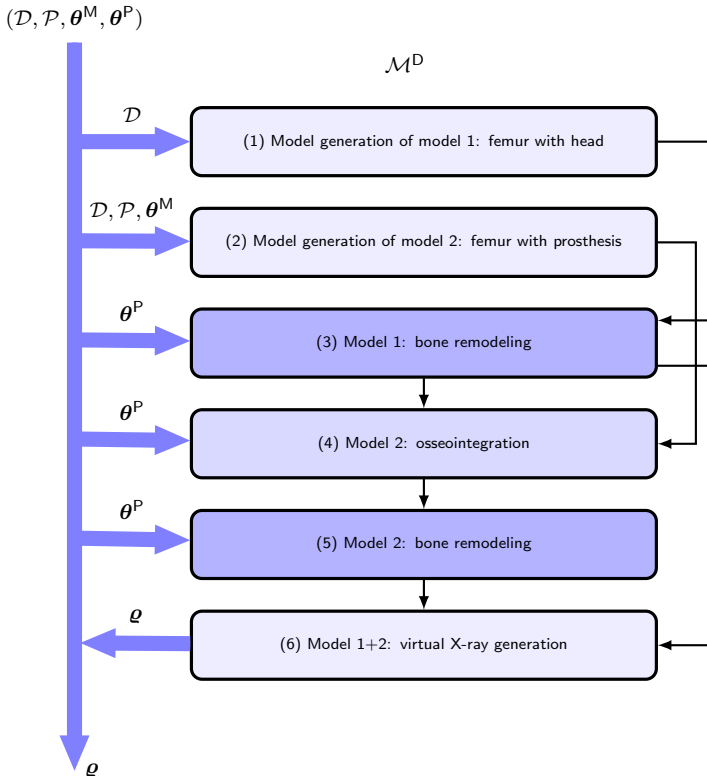 (𝒟, 𝒫, 𝜽ᴹ, 𝜽ᴾ)
ℳᴰ
𝒟
(1) Model generation of model 1: femur with head
𝒟, 𝒫, 𝜽ᴹ
(2) Model generation of model 2: femur with prosthesis
𝜽ᴾ
(3) Model 1: bone remodeling
𝜽ᴾ
(4) Model 2: osseointegration
𝜽ᴾ
(5) Model 2: bone remodeling
𝝔
(6) Model 1+2: virtual X-ray generation
𝝔